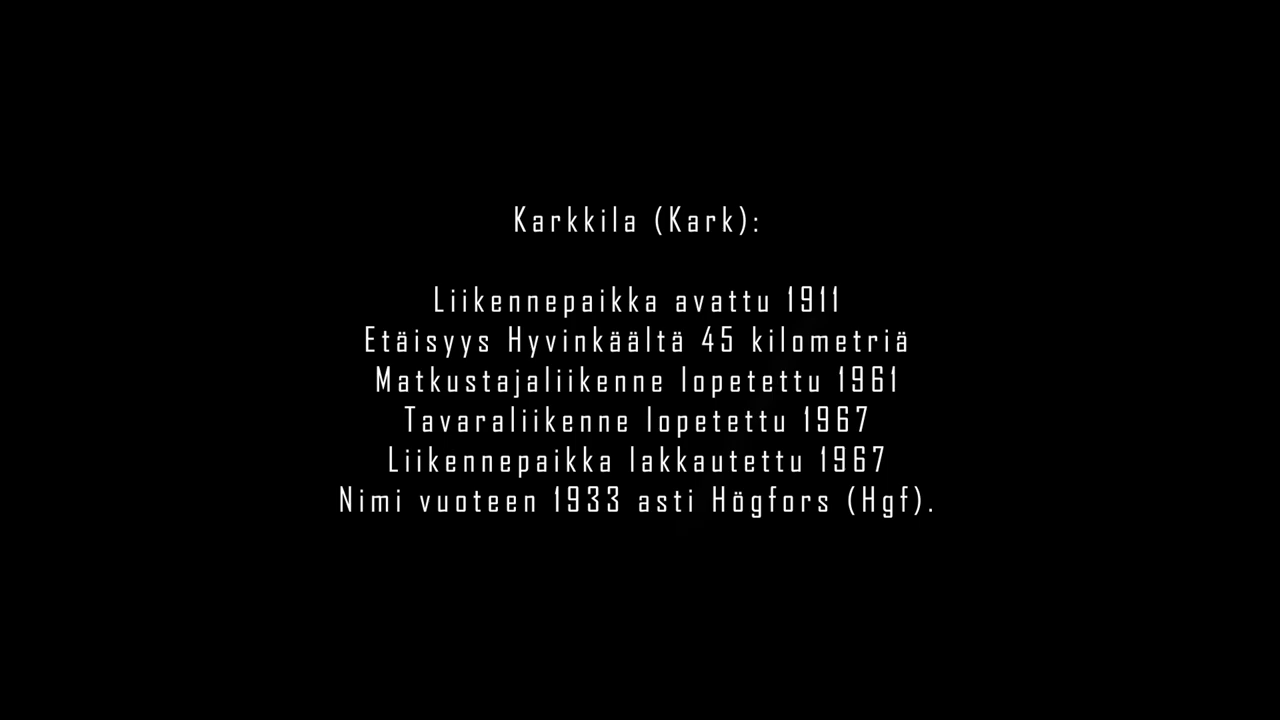 Karkkila (Kark):
Liikennepaikka avattu 1911
Etäisyys Hyvinkäältä 45 kilometriä
Matkustajaliikenne lopetettu 1961
Tavaraliikenne lopetettu 1967
Liikennepaikka lakkautettu 1967
Nimi vuoteen 1933 asti Högfors (Hgf).